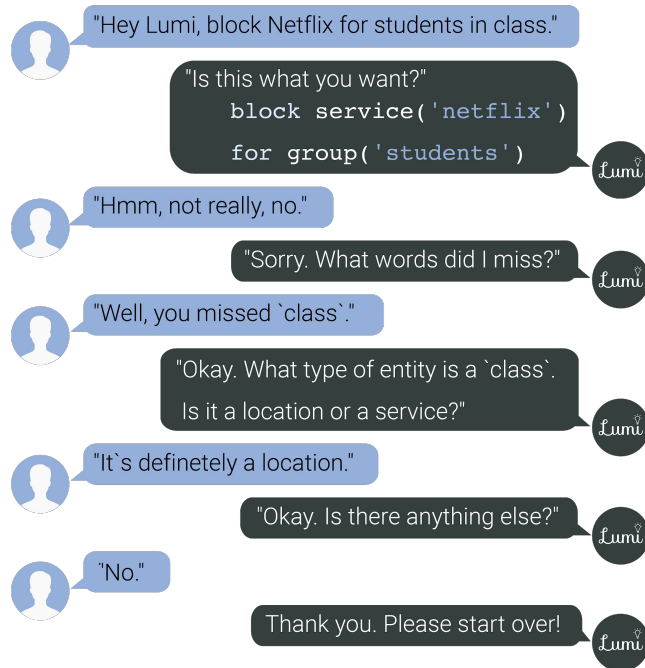 "Hey Lumi, block Netflix for students in class."
"Is this what you want?"
block service('netflix')
for group('students')
Lumi
"Hmm, not really, no."
"Sorry. What words did I miss?"
Lumi
"Well, you missed `class`."
"Okay. What type of entity is a `class`.
Is it a location or a service?"
Lumi
"It`s definetely a location."
"Okay. Is there anything else?"
Lumi
"No."
Thank you. Please start over!
Lumi